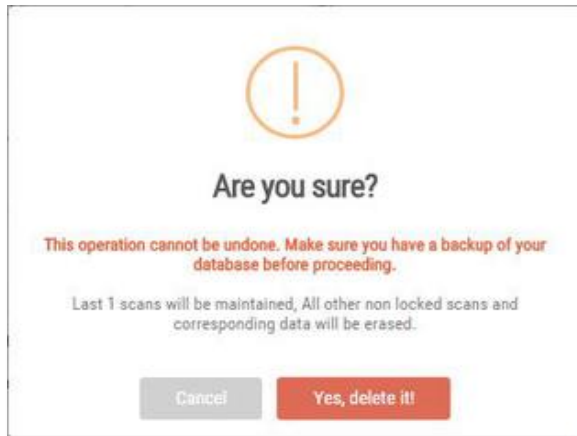 Are you sure?
This operation cannot be undone. Make sure you have a backup of your
database before proceeding.
Last 1 scans will be maintained, All other non locked scans and
corresponding data will be erased.
Cancel
Yes, delete it!